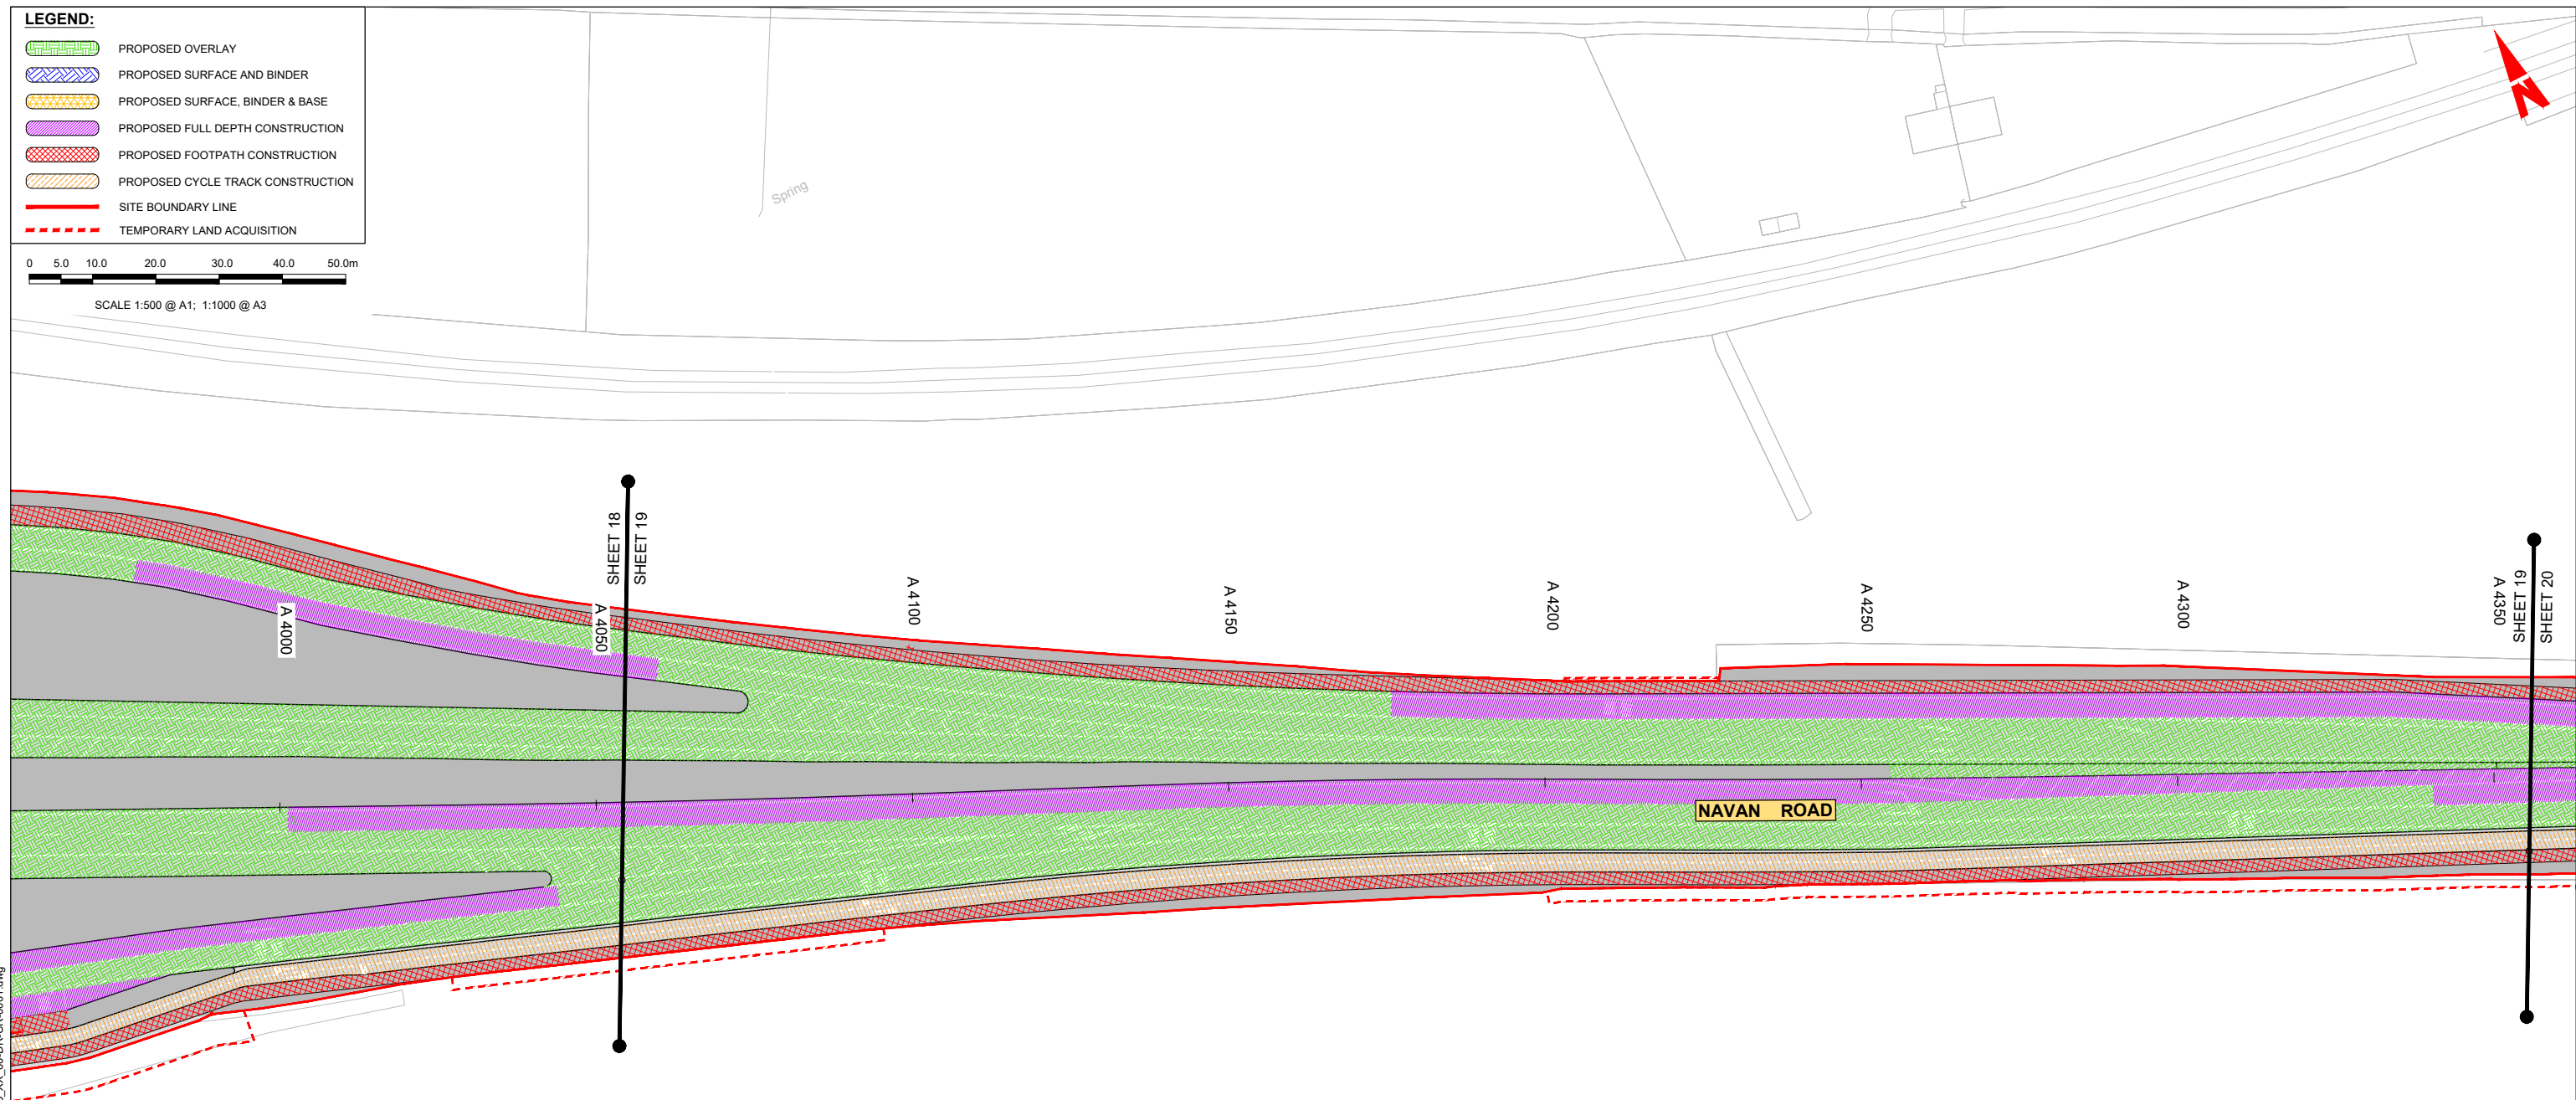 LEGEND:
PROPOSED OVERLAY
PROPOSED SURFACE AND BINDER
PROPOSED SURFACE, BINDER & BASE
PROPOSED FULL DEPTH CONSTRUCTION
PROPOSED FOOTPATH CONSTRUCTION
PROPOSED CYCLE TRACK CONSTRUCTION
SITE BOUNDARY LINE
TEMPORARY LAND ACQUISITION
0 5.0 10.0 20.0 30.0 40.0 50.0m
SCALE 1:500 @ A1; 1:1000 @ A3
Spring
N
SHEET 18
SHEET 19
A 4000
A 4050
A 4100
A 4150
A 4200
A 4250
A 4300
A 4350
SHEET 19
SHEET 20
NAVAN ROAD